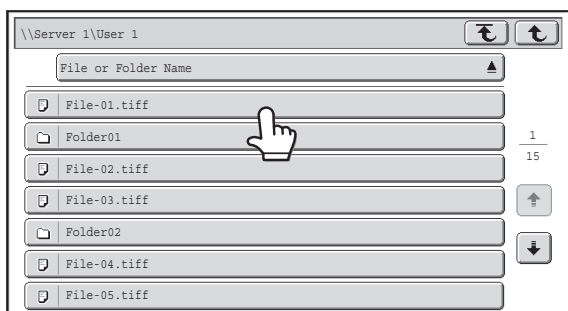 \\Server 1\User 1
File or Folder Name
File-01.tiff
Folder01
File-02.tiff
File-03.tiff
Folder02
File-04.tiff
File-05.tiff
1
15